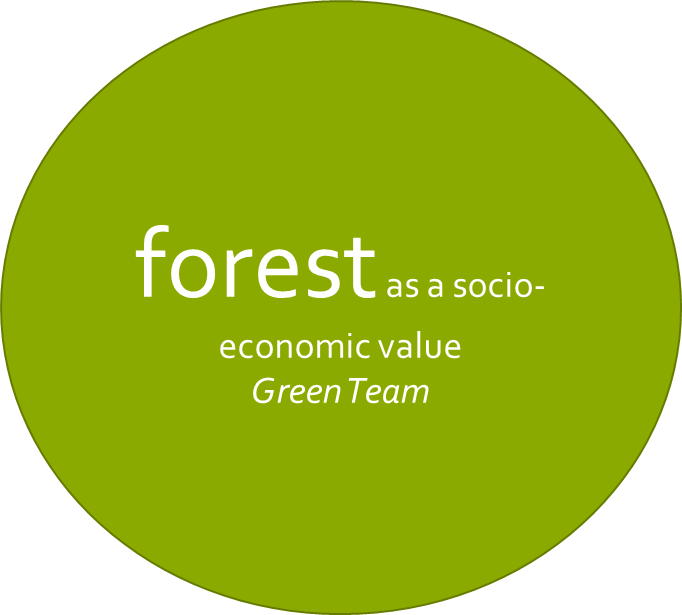 forest as a socio-
economic value
Green Team